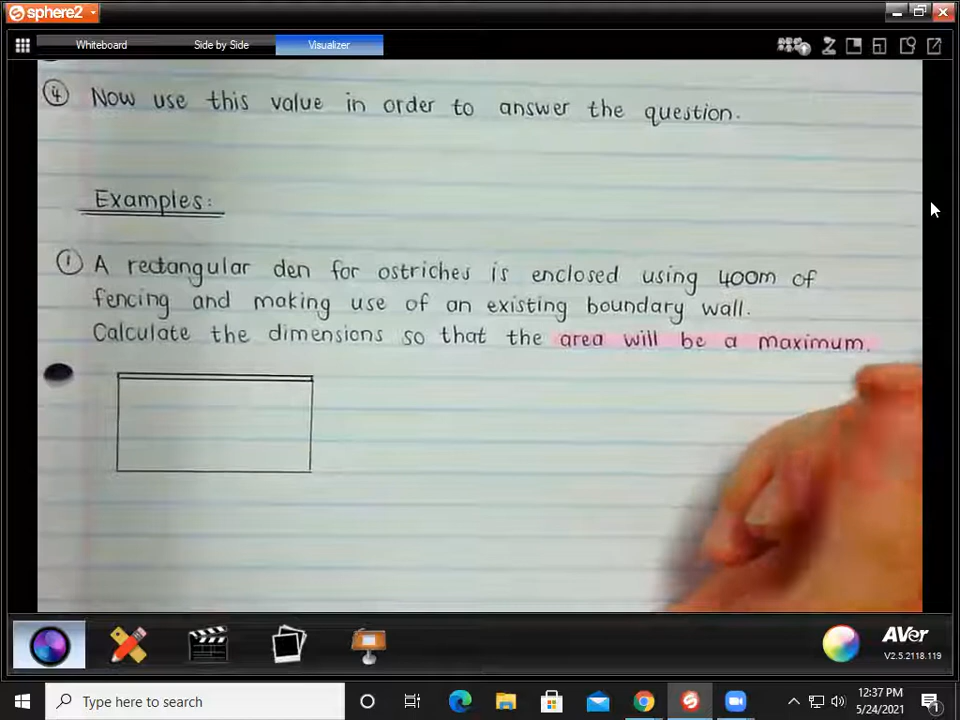 sphere2
Whiteboard
Side by Side
Visualizer
4 Now use this value in order to answer the question.
Examples:
1 A rectangular den for ostriches is enclosed using 400m of
fencing and making use of an existing boundary wall.
Calculate the dimensions so that the area will be a maximum.
AVer
V2.5.2118.119
Type here to search
12:37 PM
5/24/2021
1